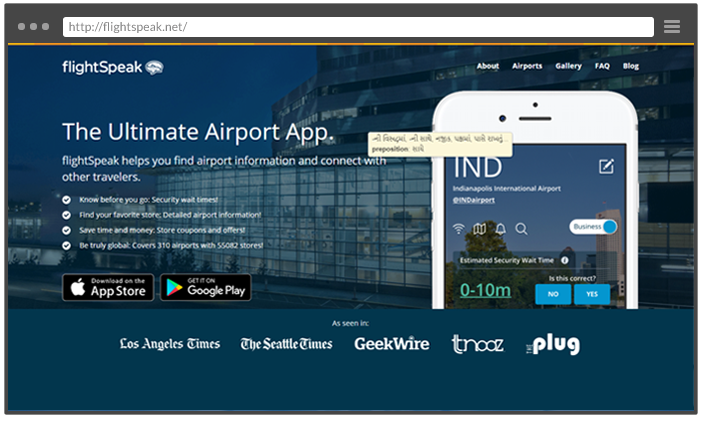 http://flightspeak.net/
flightSpeak
About Airports Gallery FAQ Blog
The Ultimate Airport App.
flightSpeak helps you find airport information and connect with
other travelers.
Know before you go: Security wait times!
Find your favorite store: Detailed airport information!
Save time and money: Store coupons and offers!
Be truly global: Covers 310 airports with 55082 stores!
Download on the
App Store
GET IT ON
Google Play
-ની વિરુદ્ધમાં, -ની સાથે, નજીક, પક્ષમાં, પાસે રાખતું...
preposition: સાથે
IND
Indianapolis International Airport
@INDairport
Business
Estimated Security Wait Time
Is this correct?
0-10m
NO YES
As seen in:
Los Angeles Times The Seattle Times GeekWire tnooz THE plug